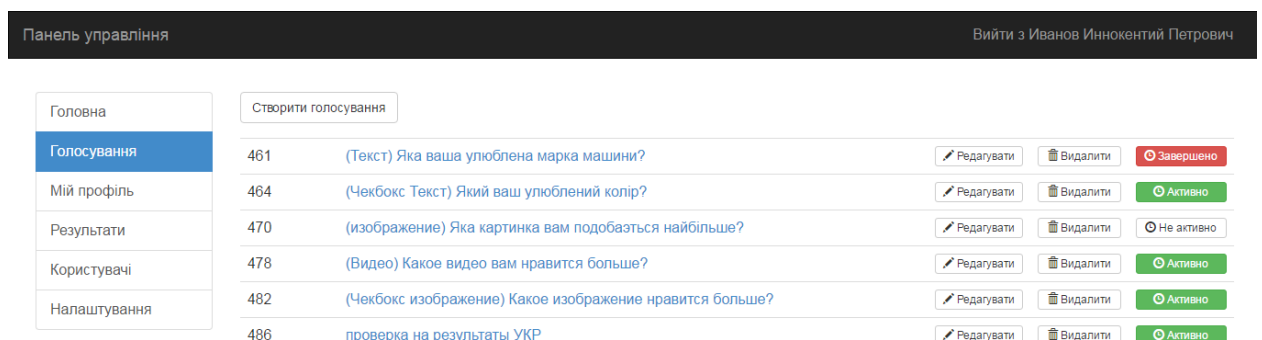 Панель управління Вийти з Иванов Иннокентий Петрович
Головна
Голосування
Мій профіль
Результати
Користувачі
Налаштування
Створити голосування
461 (Текст) Яка ваша улюблена марка машини? Редагувати Видалити Завершено
464 (Чекбокс Текст) Який ваш улюблений колір? Редагувати Видалити Активно
470 (изображение) Яка картинка вам подобаэться найбільше? Редагувати Видалити Не активно
478 (Видео) Какое видео вам нравится больше? Редагувати Видалити Активно
482 (Чекбокс изображение) Какое изображение нравится больше? Редагувати Видалити Активно
486 проверка на результаты УКР Редагувати Видалити Активно